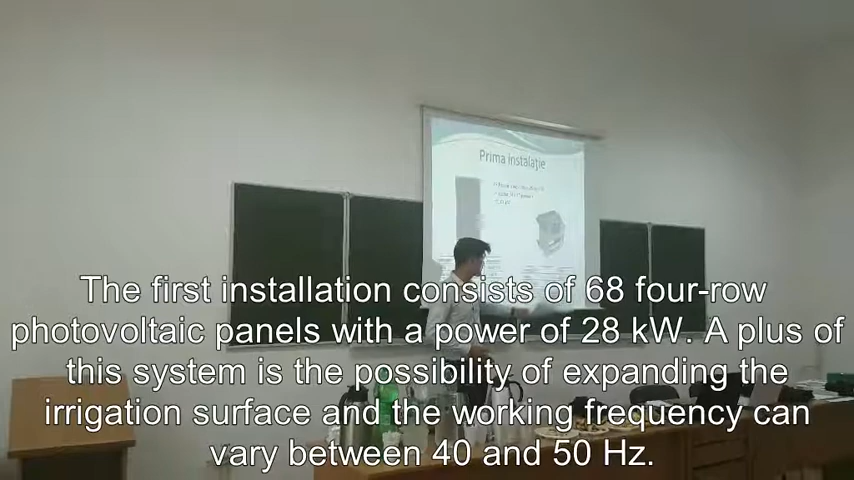 Prima instalație
The first installation consists of 68 four-row
photovoltaic panels with a power of 28 kW. A plus of
this system is the possibility of expanding the
irrigation surface and the working frequency can
vary between 40 and 50 Hz.